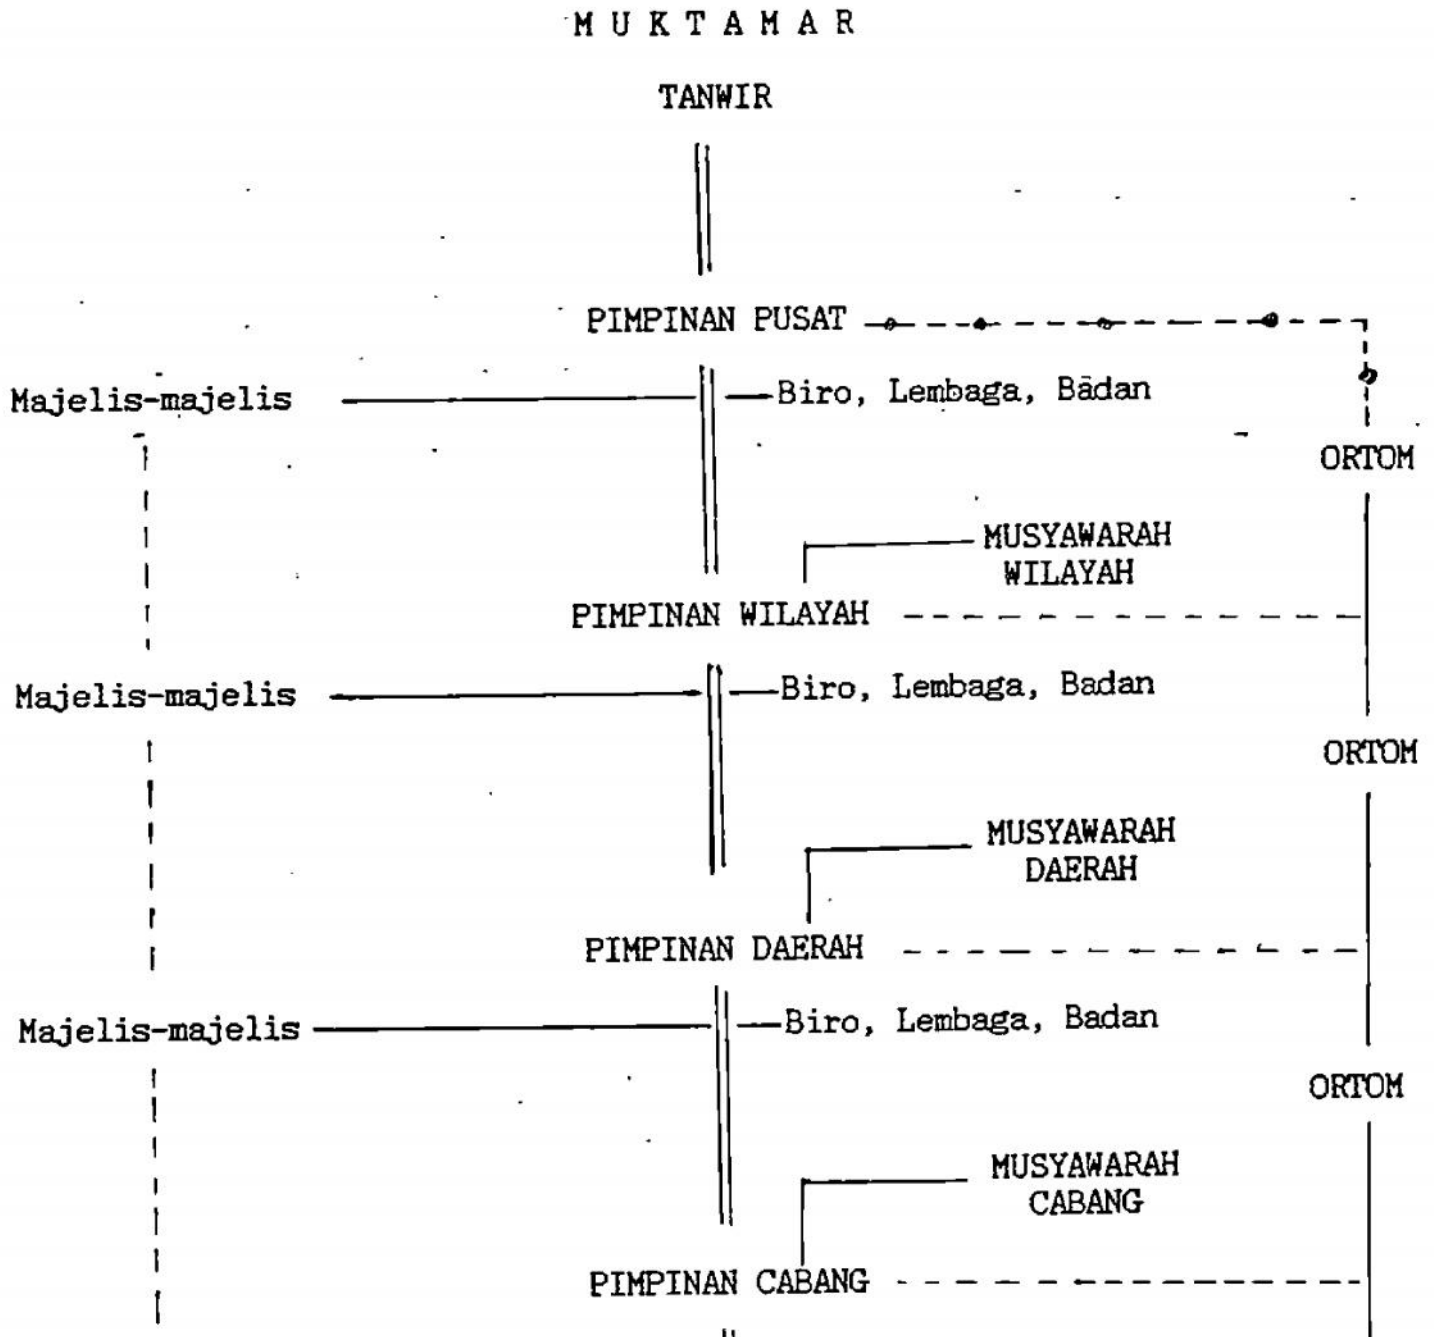 M U K T A M A R
TANWIR
PIMPINAN PUSAT
Majelis-majelis
Biro, Lembaga, Badan
ORTOM
MUSYAWARAH
WILAYAH
PIMPINAN WILAYAH
Majelis-majelis
Biro, Lembaga, Badan
ORTOM
MUSYAWARAH
DAERAH
PIMPINAN DAERAH
Majelis-majelis
Biro, Lembaga, Badan
ORTOM
MUSYAWARAH
CABANG
PIMPINAN CABANG